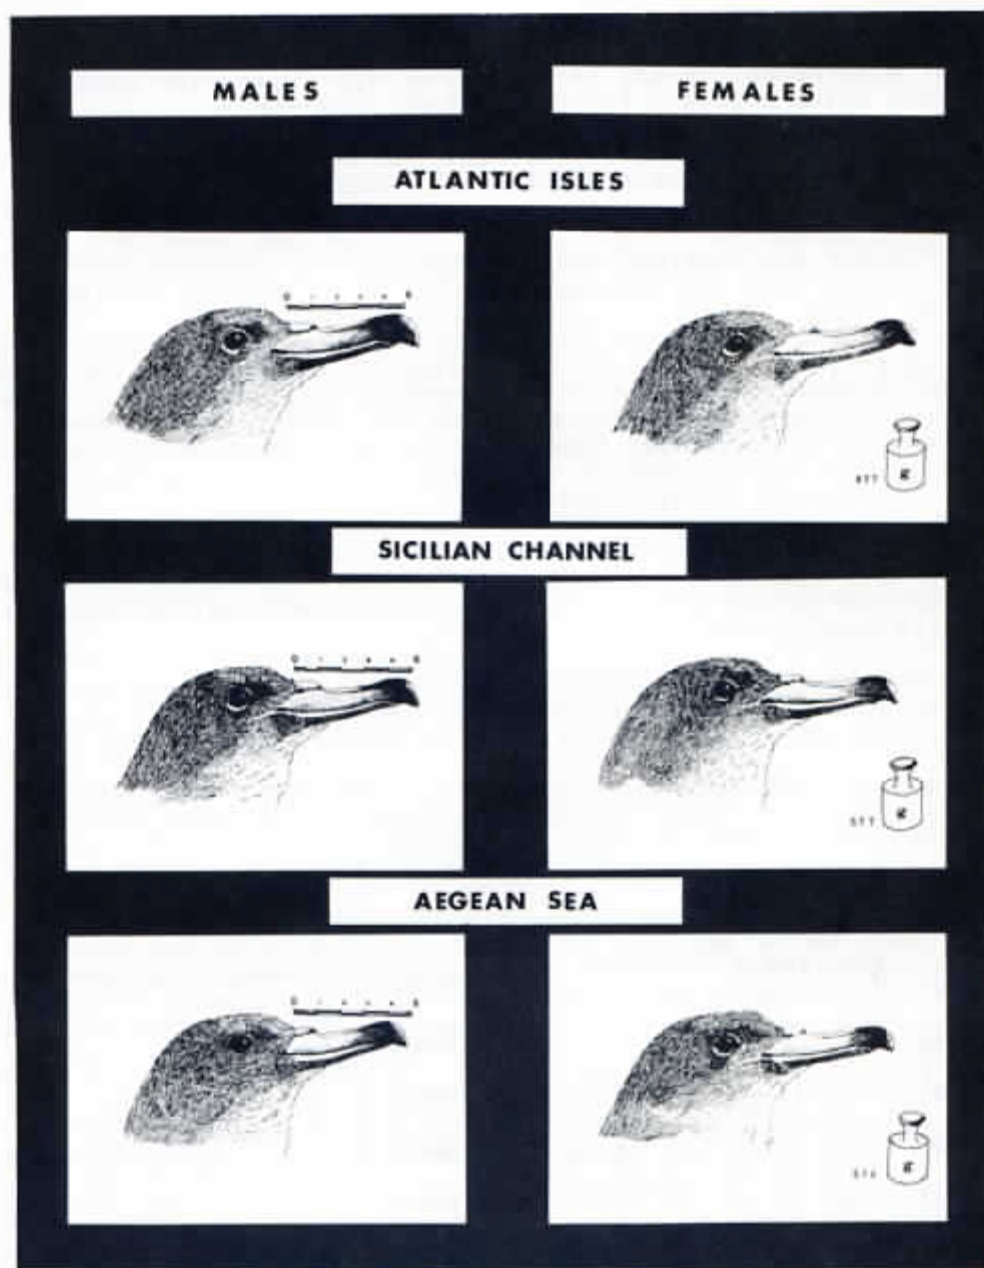 MALES
FEMALES
ATLANTIC ISLES
g
SICILIAN CHANNEL
g
AEGEAN SEA
g